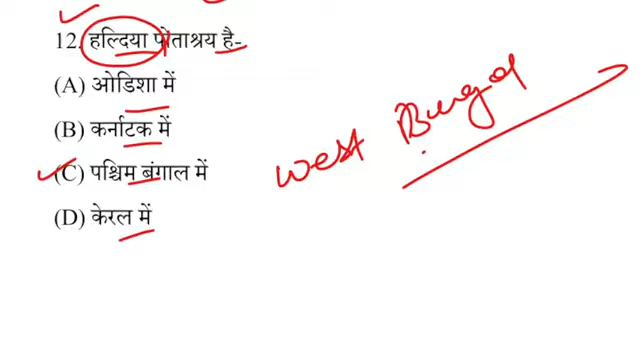 12. हल्दिया पोताश्रय है-
(A) ओडिशा में
(B) कर्नाटक में
(C) पश्चिम बंगाल में
(D) केरल में
west Bengal